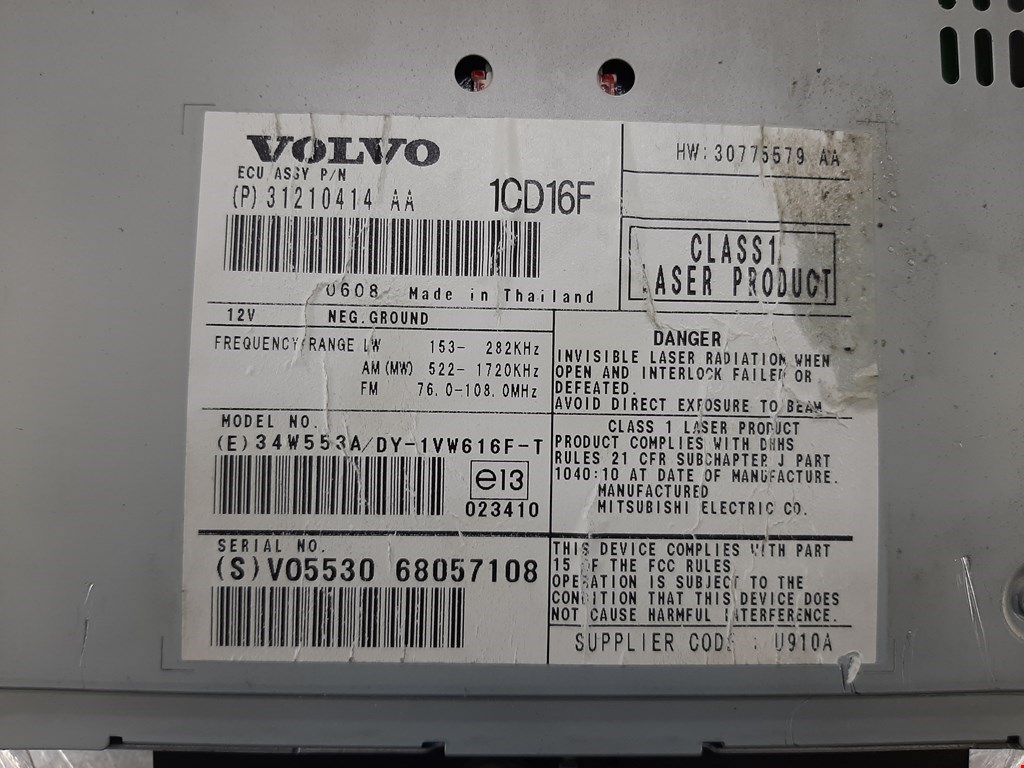 VOLVO
ECU ASSY P/N
(P) 31210414 AA
1CD16F
HW:30775579 AA
CLASS1
LASER PRODUCT
0608 Made in Thailand
12V NEG.GROUND
FREQUENCY RANGE LW 153- 282KHz
AM (MW) 522- 1720KHz
FM 76.0-108.0MHz
DANGER
INVISIBLE LASER RADIATION WHEN
OPEN AND INTERLOCK FAILED OR
DEFEATED.
AVOID DIRECT EXPOSURE TO BEAM
MODEL NO.
(E) 34W553A/DY-1VW616F-T
e13
023410
CLASS 1 LASER PRODUCT
PRODUCT COMPLIES WITH DHHS
RULES 21 CFR SUBCHAPTER J PART
1040:10 AT DATE OF MANUFACTURE.
MANUFACTURED
MITSUBISHI ELECTRIC CO.
SERIAL NO.
(S) VO5530 68057108
THIS DEVICE COMPLIES WITH PART
15 OF THE FCC RULES
OPERATION IS SUBJECT TO THE
CONDITION THAT THIS DEVICE DOES
NOT CAUSE HARMFUL INTERFERENCE.
SUPPLIER CODE : U910A